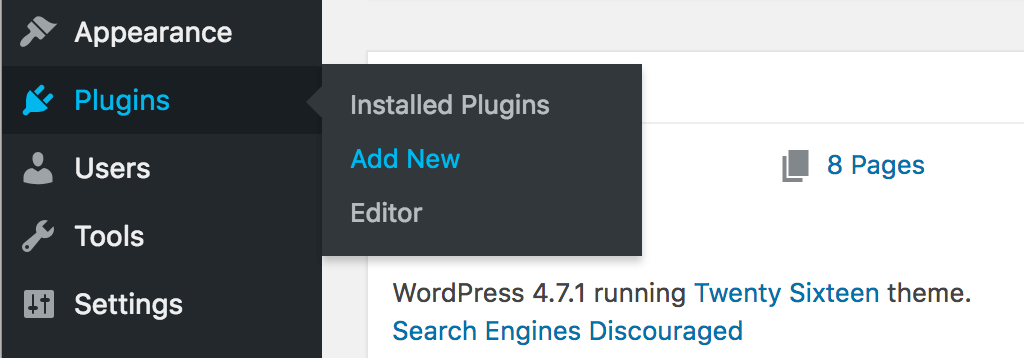 Appearance
Plugins
Users
Tools
Settings
Installed Plugins
Add New
Editor
8 Pages
WordPress 4.7.1 running Twenty Sixteen theme.
Search Engines Discouraged